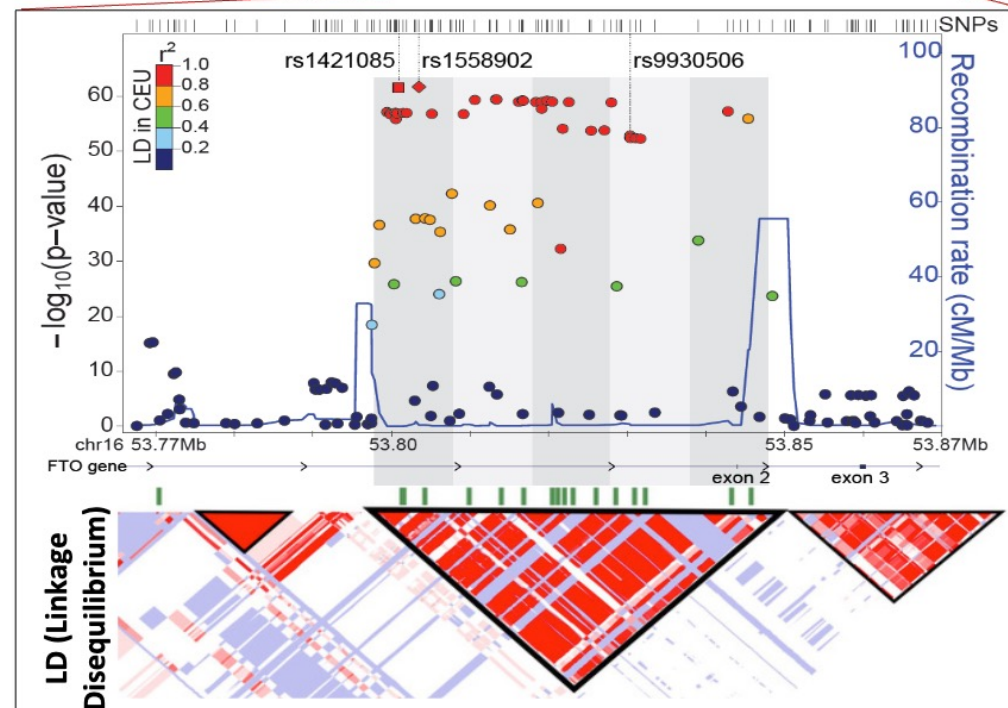 SNPs
rs1421085 rs1558902 rs9930506
r²
LD in CEU
1.0
0.8
0.6
0.4
0.2
−log₁₀(p−value)
60
50
40
30
20
10
0
100
80
60
40
20
Recombination rate (cM/Mb)
chr16 53.77Mb 53.80 53.85 53.87Mb
FTO gene
exon 2 exon 3
LD (Linkage
Disequilibrium)